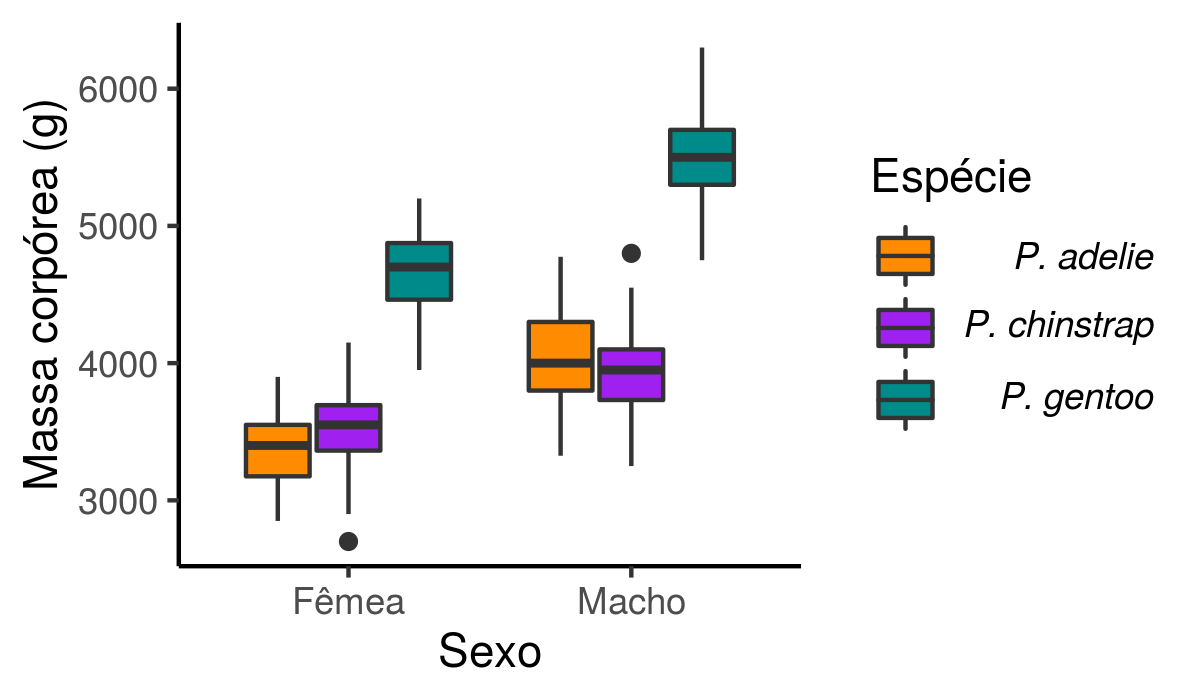 Massa corpórea (g)
6000
5000
4000
3000
Fêmea
Macho
Sexo
Espécie
P. adelie
P. chinstrap
P. gentoo